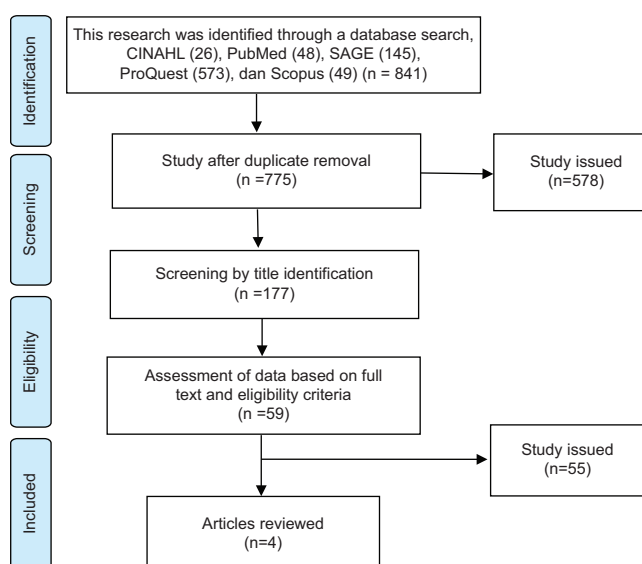 Identification
This research was identified through a database search,
CINAHL (26), PubMed (48), SAGE (145),
ProQuest (573), dan Scopus (49) (n = 841)
Screening
Study after duplicate removal
(n =775)
Study issued
(n=578)
Screening by title identification
(n =177)
Eligibility
Assessment of data based on full
text and eligibility criteria
(n =59)
Included
Study issued
(n=55)
Articles reviewed
(n=4)